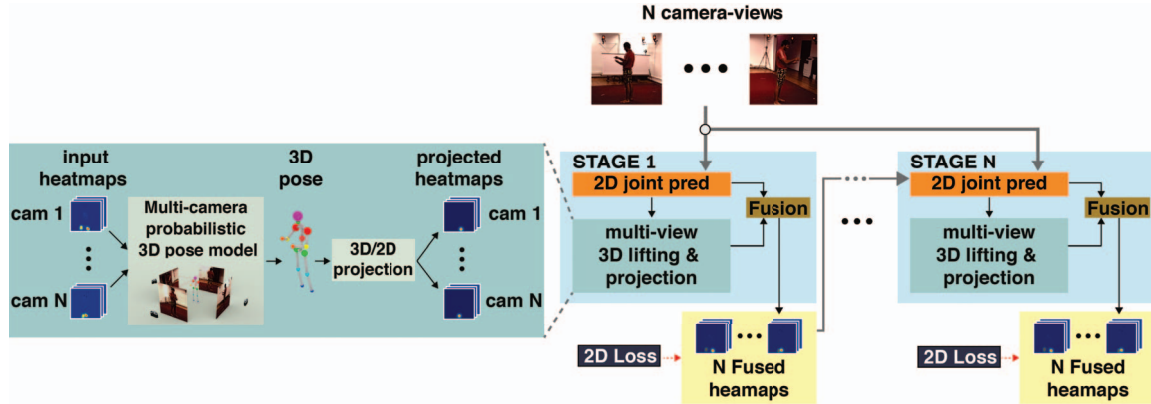 N camera-views
input
heatmaps
cam 1
cam N
Multi-camera
probabilistic
3D pose model
3D
pose
3D/2D
projection
projected
heatmaps
cam 1
cam N
STAGE 1
2D joint pred
Fusion
multi-view
3D lifting &
projection
2D Loss
N Fused
heamaps
STAGE N
2D joint pred
Fusion
multi-view
3D lifting &
projection
2D Loss
N Fused
heamaps